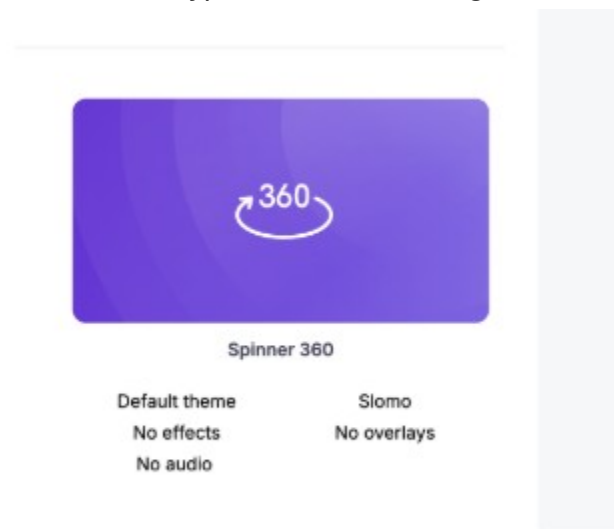 360
Spinner 360
Default theme
Slomo
No effects
No overlays
No audio